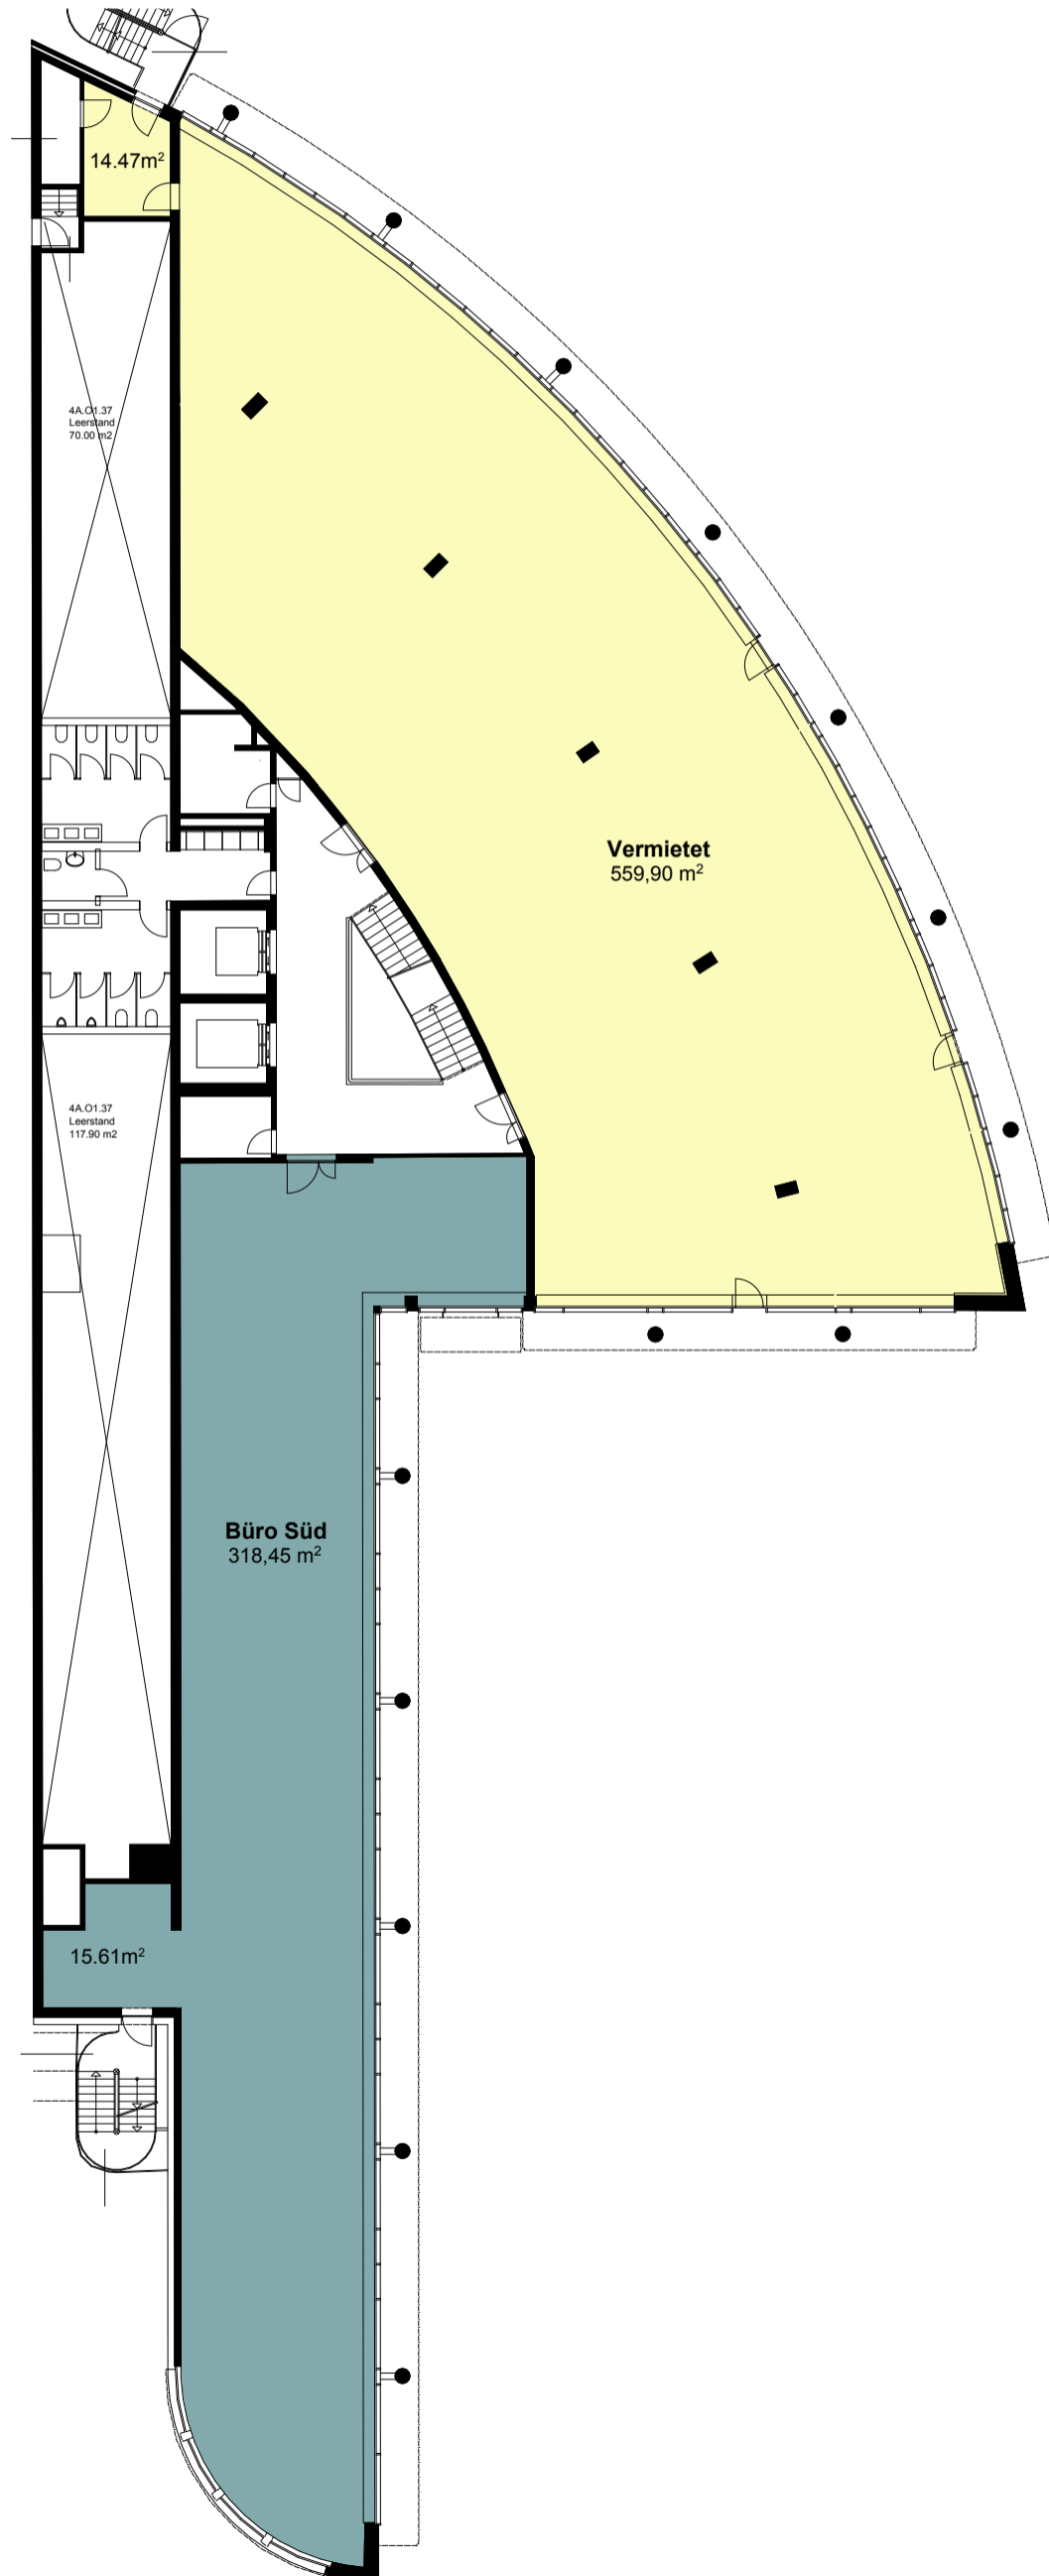 14.47m²
4A.O1.37
Leerstand
70.00 m2
Vermietet
559,90 m²
4A.O1.37
Leerstand
117.90 m2
Büro Süd
318,45 m²
15.61m²